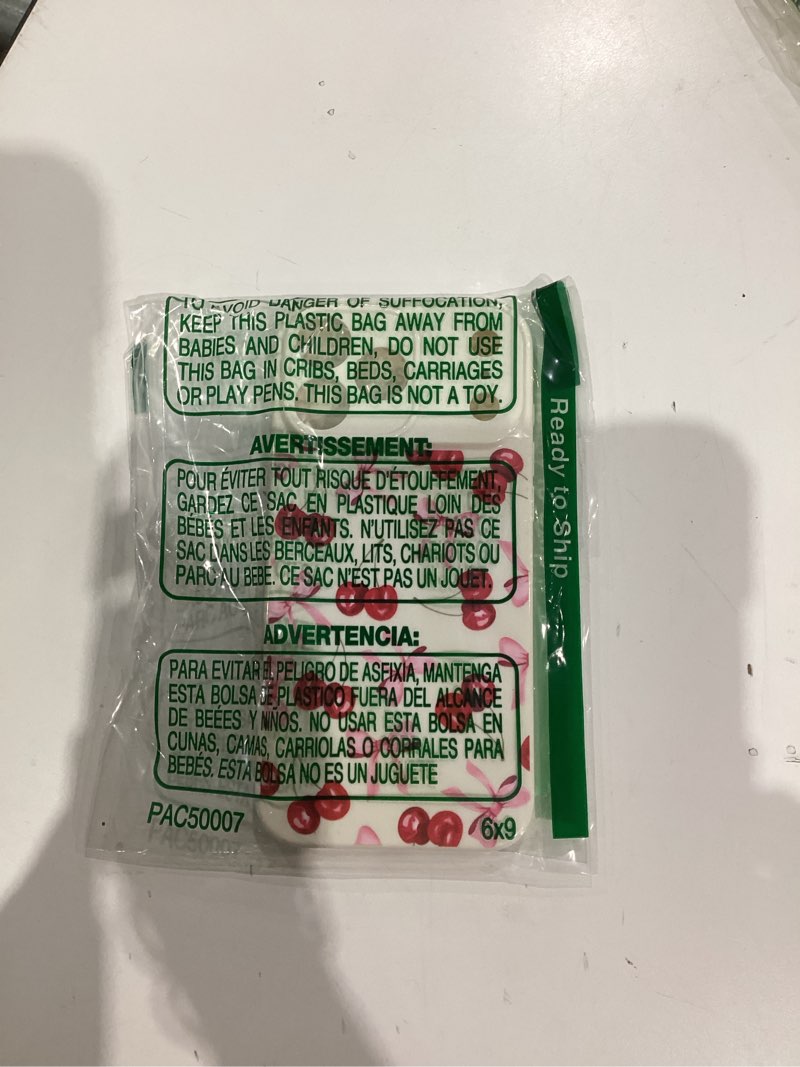 TO AVOID DANGER OF SUFFOCATION,
KEEP THIS PLASTIC BAG AWAY FROM
BABIES AND CHILDREN, DO NOT USE
THIS BAG IN CRIBS, BEDS, CARRIAGES
OR PLAY PENS. THIS BAG IS NOT A TOY.
AVERTISSEMENT:
POUR ÉVITER TOUT RISQUE D'ÉTOUFFEMENT,
GARDEZ CE SAC EN PLASTIQUE LOIN DES
BÉBÉS ET LES ENFANTS. N'UTILISEZ PAS CE
SAC DANS LES BERCEAUX, LITS, CHARIOTS OU
PARC AU BEBE. CE SAC N'EST PAS UN JOUET.
ADVERTENCIA:
PARA EVITAR EL PELIGRO DE ASFIXIA, MANTENGA
ESTA BOLSA DE PLASTICO FUERA DEL ALCANCE
DE BEÉES Y NIÑOS. NO USAR ESTA BOLSA EN
CUNAS, CAMAS, CARRIOLAS O CORRALES PARA
BEBÉS. ESTA BOLSA NO ES UN JUGUETE
PAC50007
6x9
Ready to Ship